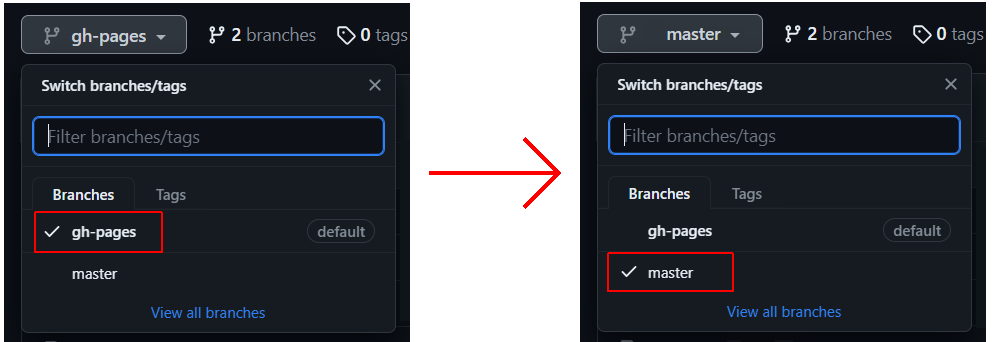 gh-pages 2 branches 0 tags
Switch branches/tags
Filter branches/tags
Branches Tags
gh-pages default
master
View all branches
master 2 branches 0 tags
Switch branches/tags
Filter branches/tags
Branches Tags
gh-pages default
master
View all branches